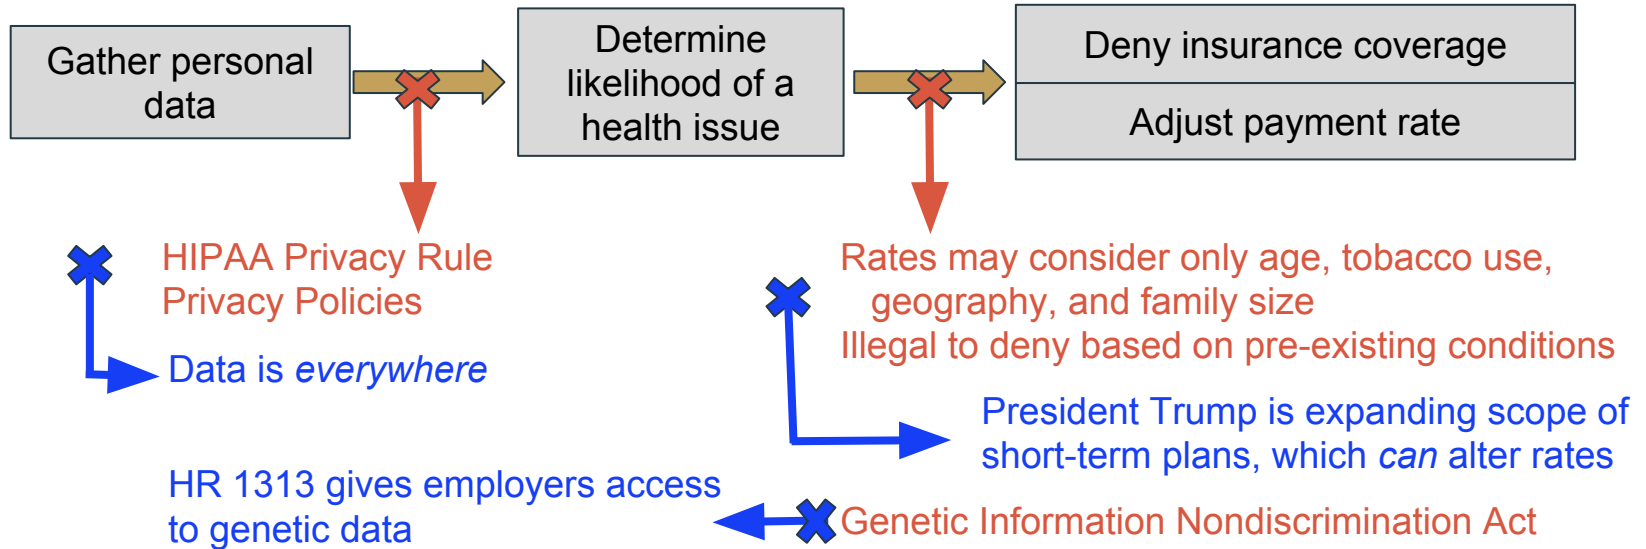 Gather personal
data
Determine
likelihood of a
health issue
Deny insurance coverage
Adjust payment rate
HIPAA Privacy Rule
Privacy Policies
Data is everywhere
Rates may consider only age, tobacco use,
geography, and family size
Illegal to deny based on pre-existing conditions
President Trump is expanding scope of
short-term plans, which can alter rates
HR 1313 gives employers access
to genetic data
Genetic Information Nondiscrimination Act